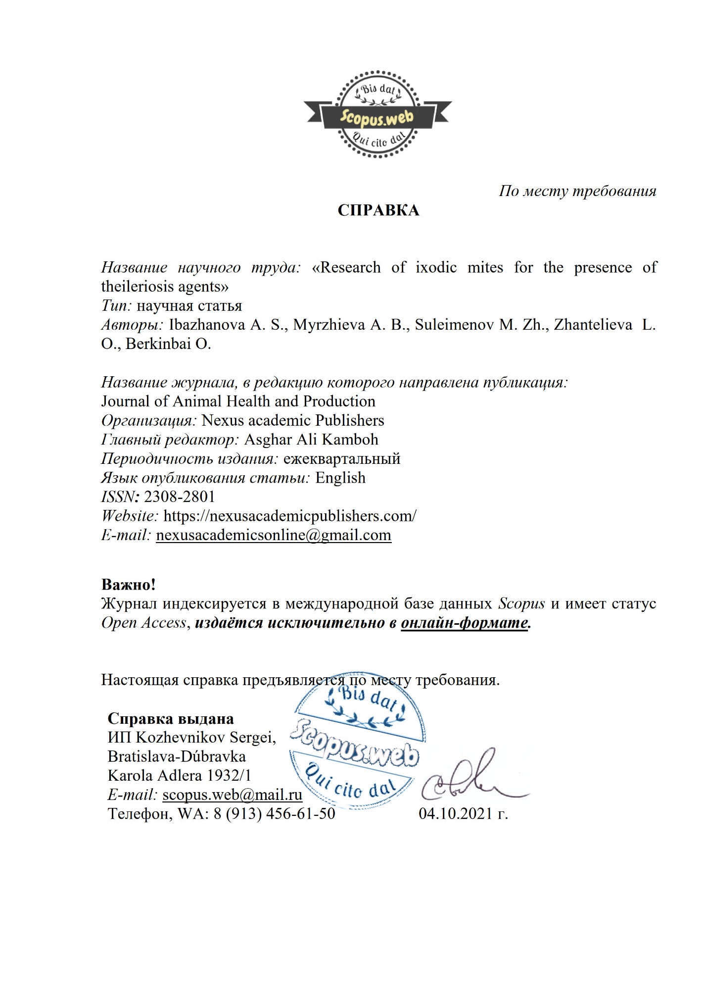 Bis dat
Scopus.web
Qui cito dat
По месту требования
СПРАВКА
Название научного труда: «Research of ixodic mites for the presence of
theileriosis agents»
Тип: научная статья
Авторы: Ibazhanova A. S., Myrzhieva A. B., Suleimenov M. Zh., Zhantelieva L.
O., Berkinbai O.
Название журнала, в редакцию которого направлена публикация:
Journal of Animal Health and Production
Организация: Nexus academic Publishers
Главный редактор: Asghar Ali Kamboh
Периодичность издания: ежеквартальный
Язык опубликования статьи: English
ISSN: 2308-2801
Website: https://nexusacademicpublishers.com/
E-mail: nexusacademicsonline@gmail.com
Важно!
Журнал индексируется в международной базе данных Scopus и имеет статус
Open Access, издаётся исключительно в онлайн-формате.
Настоящая справка предъявляется по месту требования.
Bis dat
Scopus.web
Qui cito dat
Справка выдана
ИП Kozhevnikov Sergei,
Bratislava-Dúbravka
Karola Adlera 1932/1
E-mail: scopus.web@mail.ru
Телефон, WA: 8 (913) 456-61-50 04.10.2021 г.